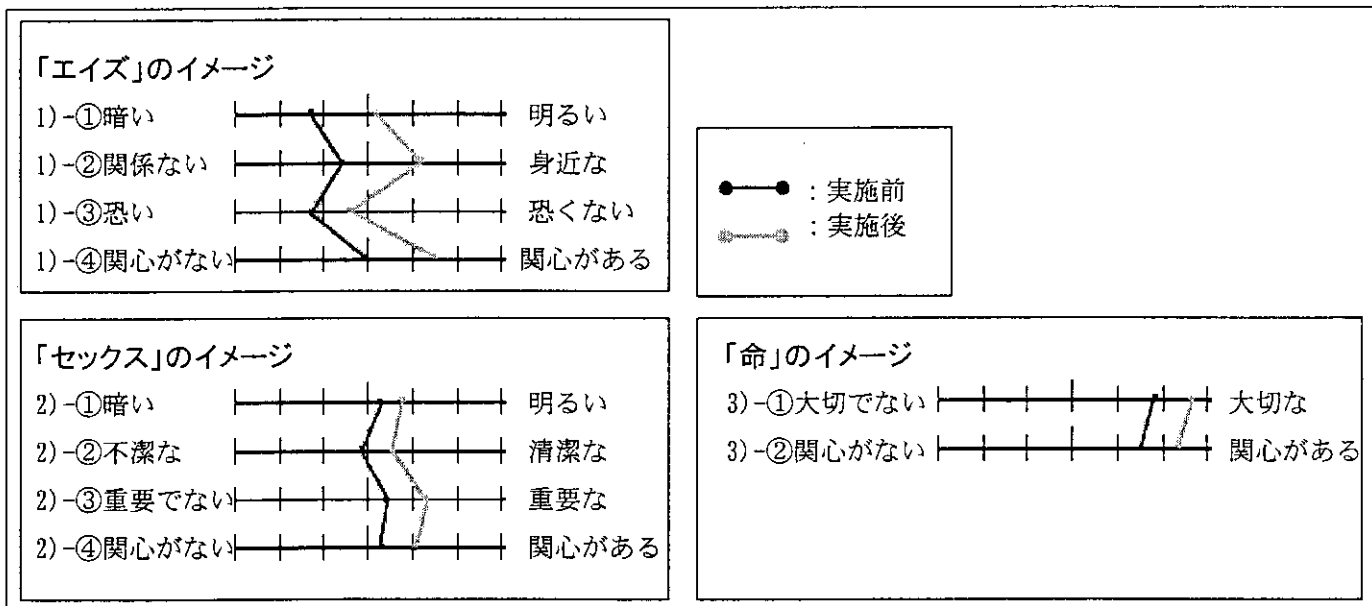 「エイズ」のイメージ
1)-①暗い 明るい
1)-②関係ない 身近な
1)-③恐い 恐くない
1)-④関心がない 関心がある
：実施前
：実施後
「セックス」のイメージ
2)-①暗い 明るい
2)-②不潔な 清潔な
2)-③重要でない 重要な
2)-④関心がない 関心がある
「命」のイメージ
3)-①大切でない 大切な
3)-②関心がない 関心がある